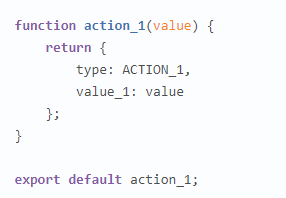 function action_1(value) {
    return {
        type: ACTION_1,
        value_1: value
    };
}

export default action_1;